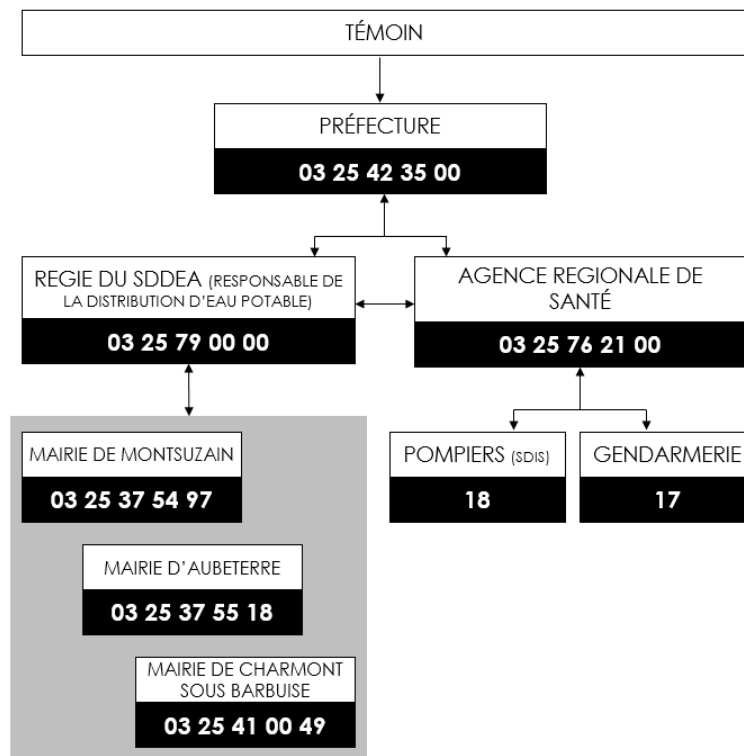 TÉMOIN
PRÉFECTURE
03 25 42 35 00
REGIE DU SDDEA (RESPONSABLE DE
LA DISTRIBUTION D'EAU POTABLE)
03 25 79 00 00
AGENCE REGIONALE DE
SANTÉ
03 25 76 21 00
MAIRIE DE MONTSUZAIN
03 25 37 54 97
POMPIERS (SDIS)
18
GENDARMERIE
17
MAIRIE D'AUBETERRE
03 25 37 55 18
MAIRIE DE CHARMONT
SOUS BARBUISE
03 25 41 00 49